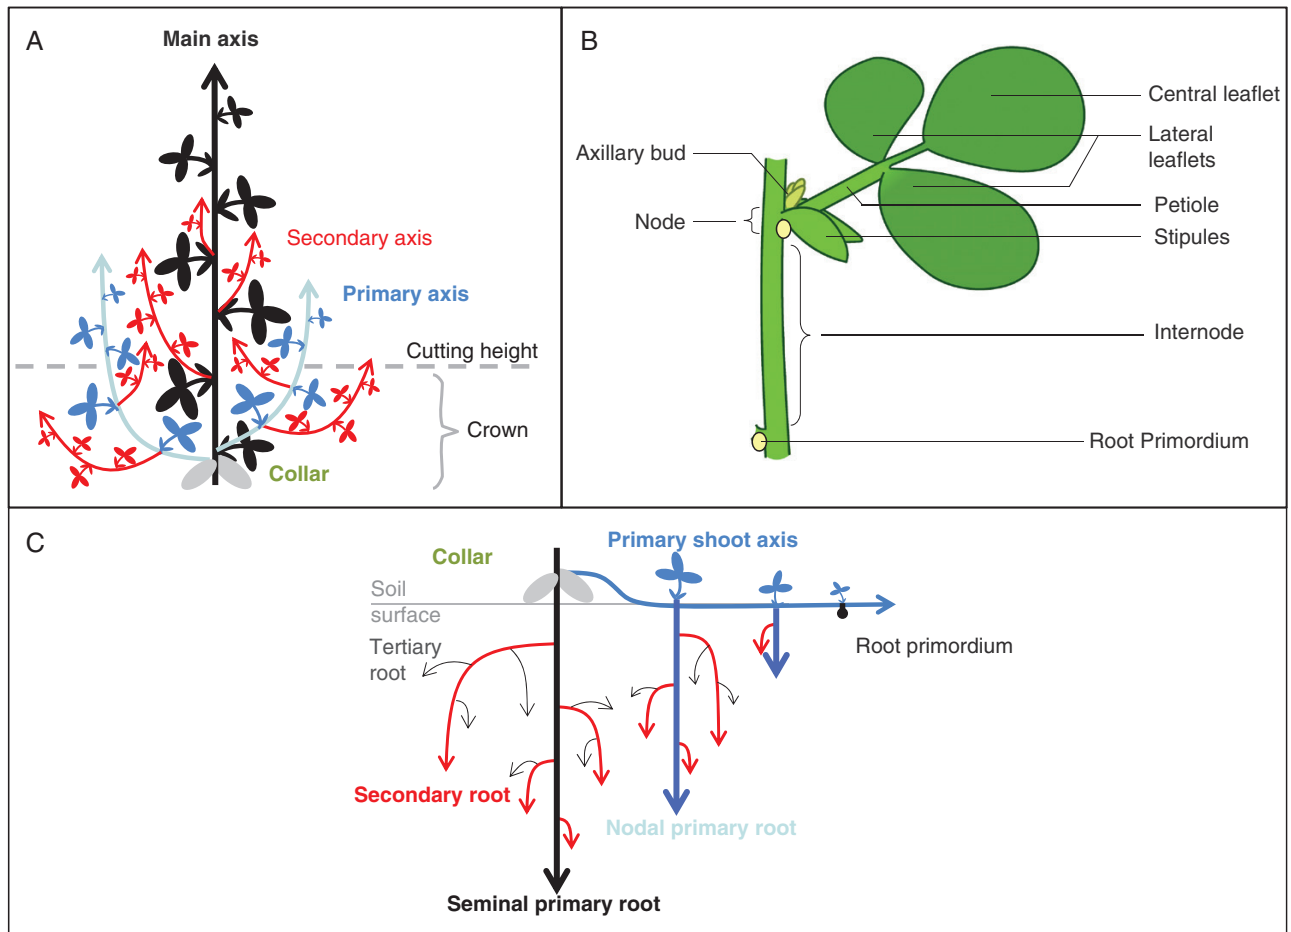 A
Main axis
Secondary axis
Primary axis
Cutting height
Crown
Collar
B
Central leaflet
Lateral
leaflets
Axillary bud
Petiole
Node
Stipules
Internode
Root Primordium
C
Primary shoot axis
Collar
Soil
surface
Tertiary
root
Root primordium
Secondary root
Nodal primary root
Seminal primary root